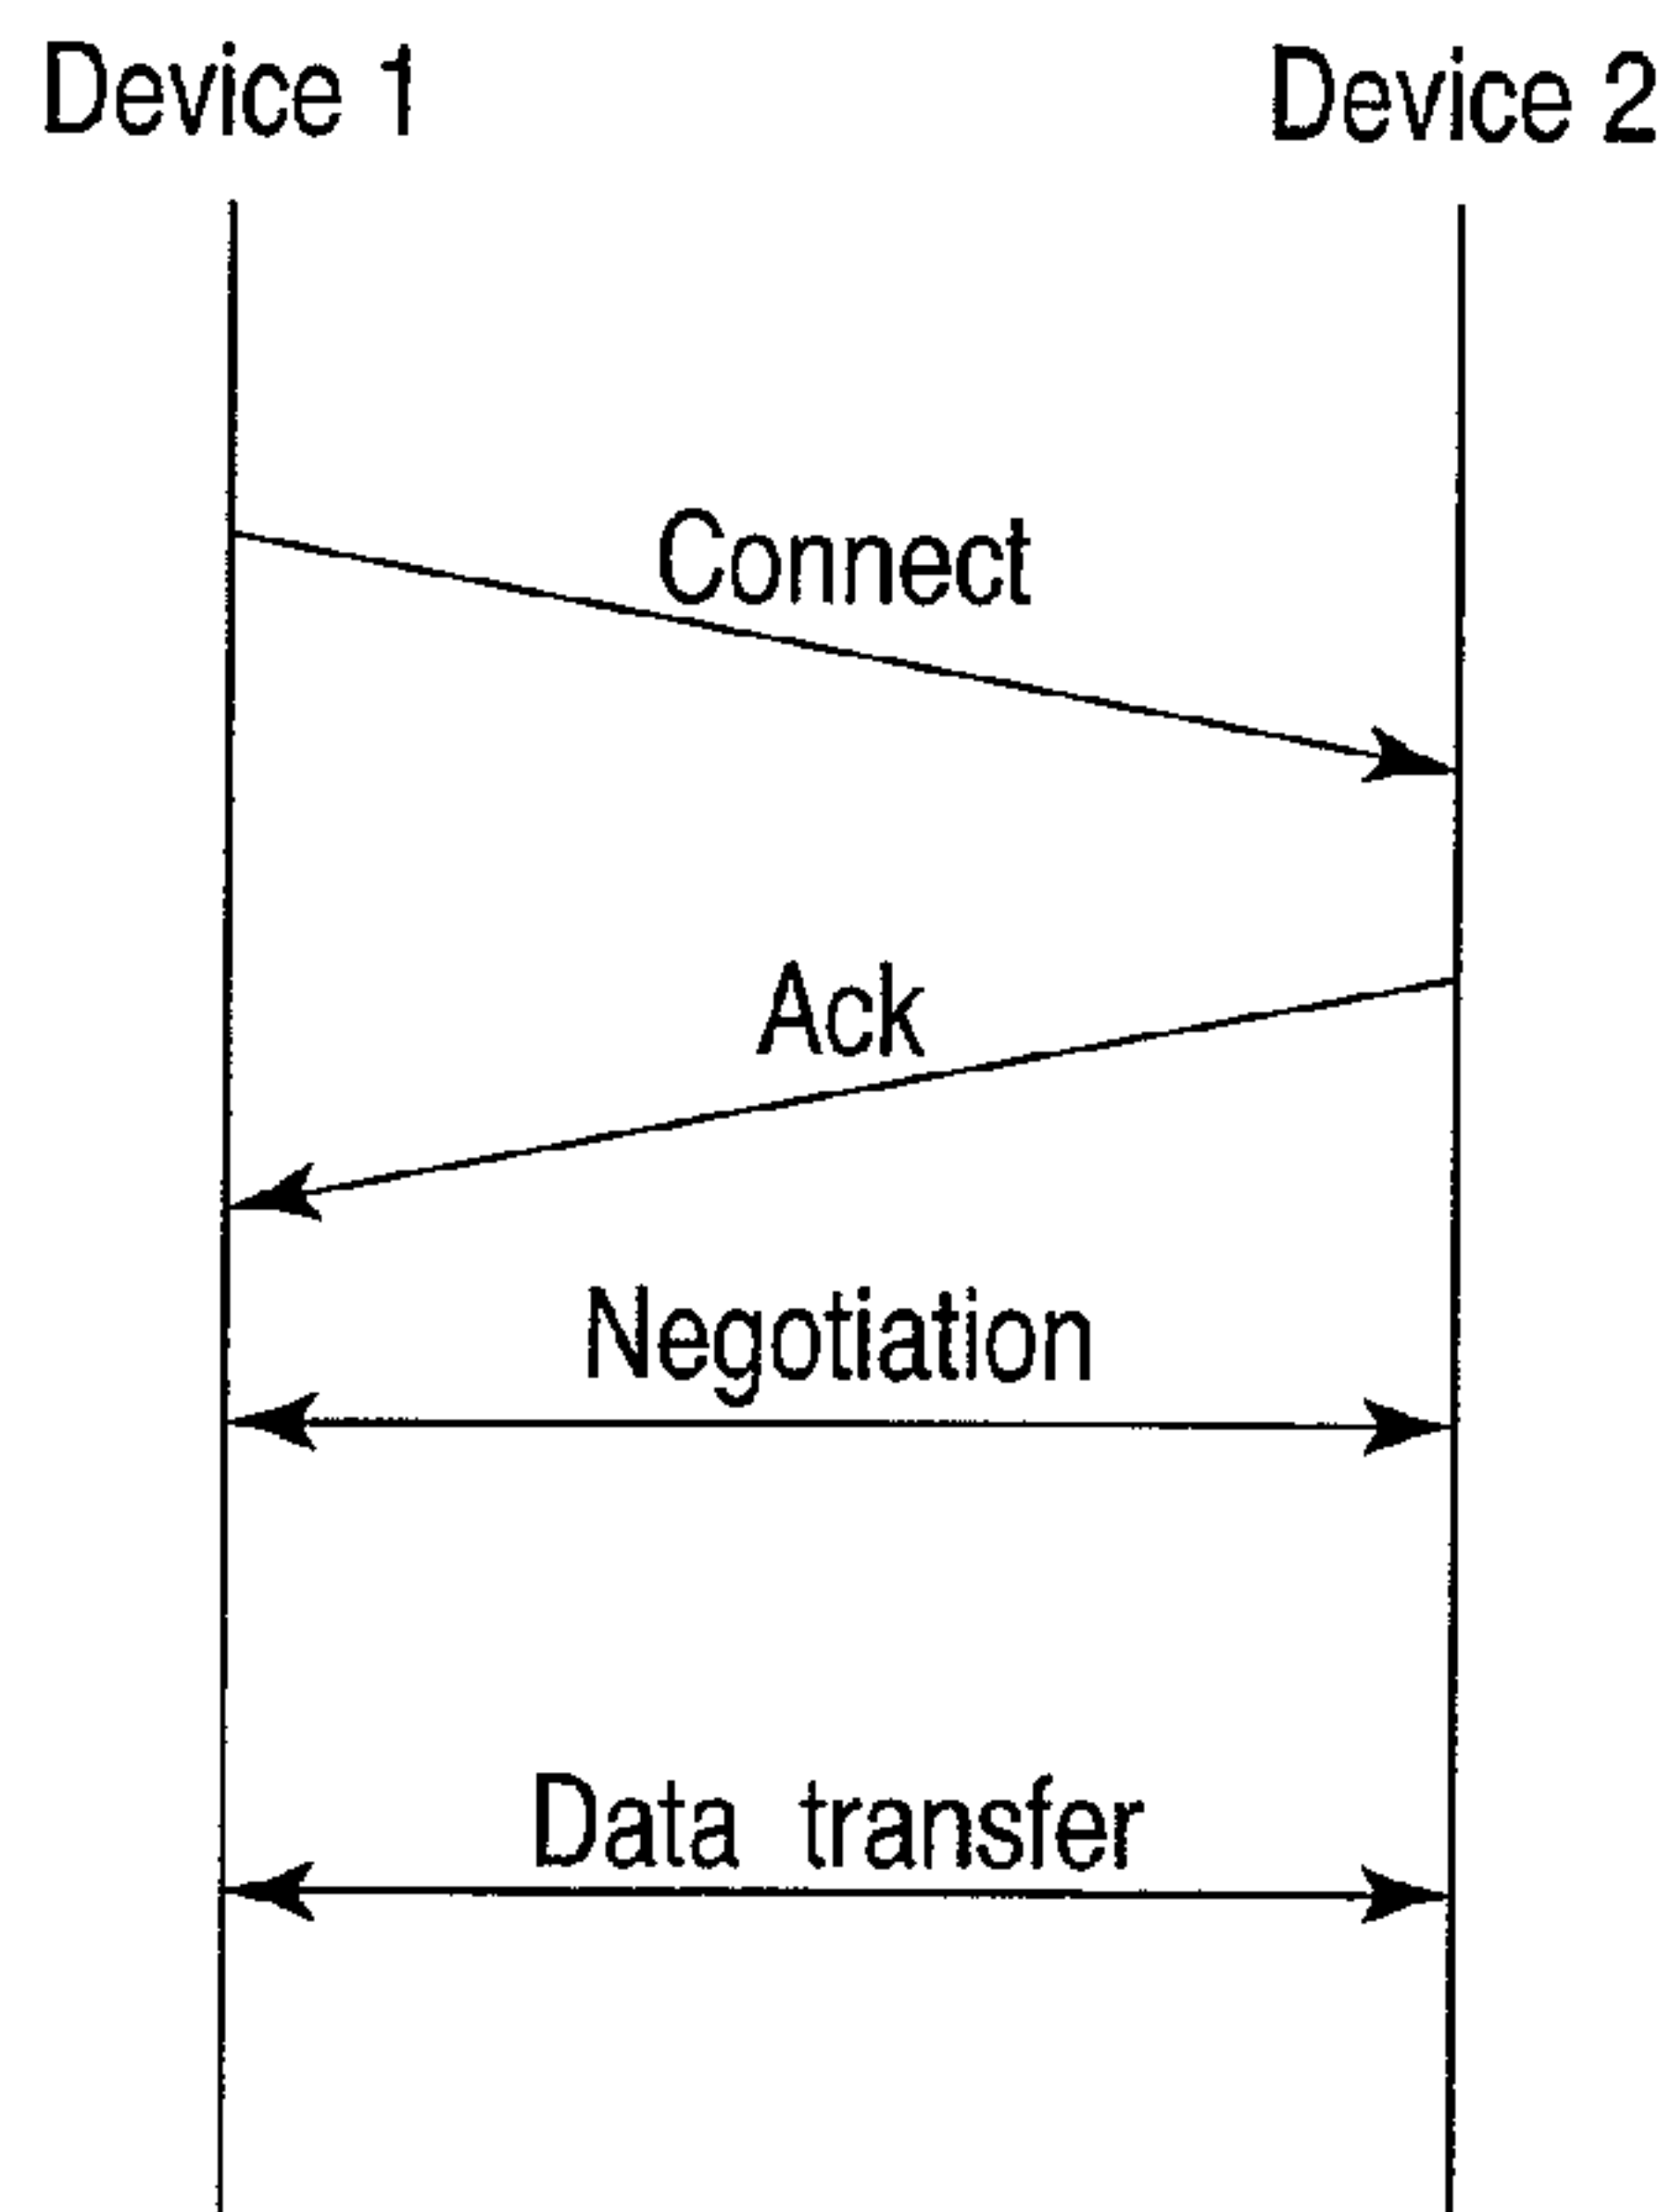 Device 1
Device 2
Connect
Ack
Negotiation
Data transfer